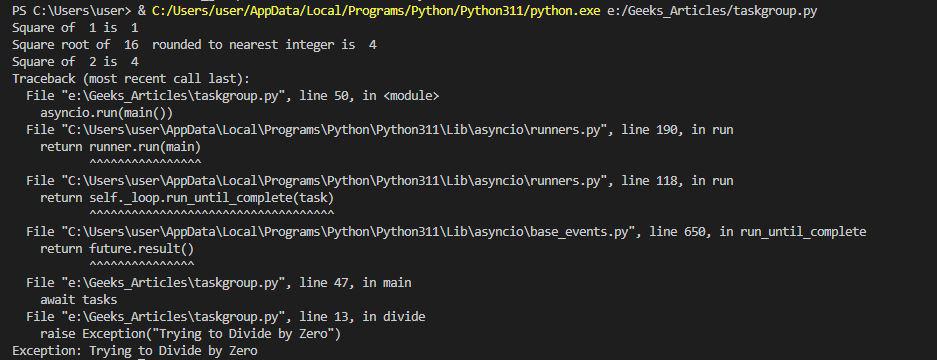 PS C:\Users\user> & C:/Users/user/AppData/Local/Programs/Python/Python311/python.exe e:/Geeks_Articles/taskgroup.py
Square of  1 is  1
Square root of  16  rounded to nearest integer is  4
Square of  2 is  4
Traceback (most recent call last):
  File "e:\Geeks_Articles\taskgroup.py", line 50, in <module>
    asyncio.run(main())
  File "C:\Users\user\AppData\Local\Programs\Python\Python311\Lib\asyncio\runners.py", line 190, in run
    return runner.run(main)
           ^^^^^^^^^^^^^^^^
  File "C:\Users\user\AppData\Local\Programs\Python\Python311\Lib\asyncio\runners.py", line 118, in run
    return self._loop.run_until_complete(task)
           ^^^^^^^^^^^^^^^^^^^^^^^^^^^^^^^^^^^
  File "C:\Users\user\AppData\Local\Programs\Python\Python311\Lib\asyncio\base_events.py", line 650, in run_until_complete
    return future.result()
           ^^^^^^^^^^^^^^^
  File "e:\Geeks_Articles\taskgroup.py", line 47, in main
    await tasks
  File "e:\Geeks_Articles\taskgroup.py", line 13, in divide
    raise Exception("Trying to Divide by Zero")
Exception: Trying to Divide by Zero